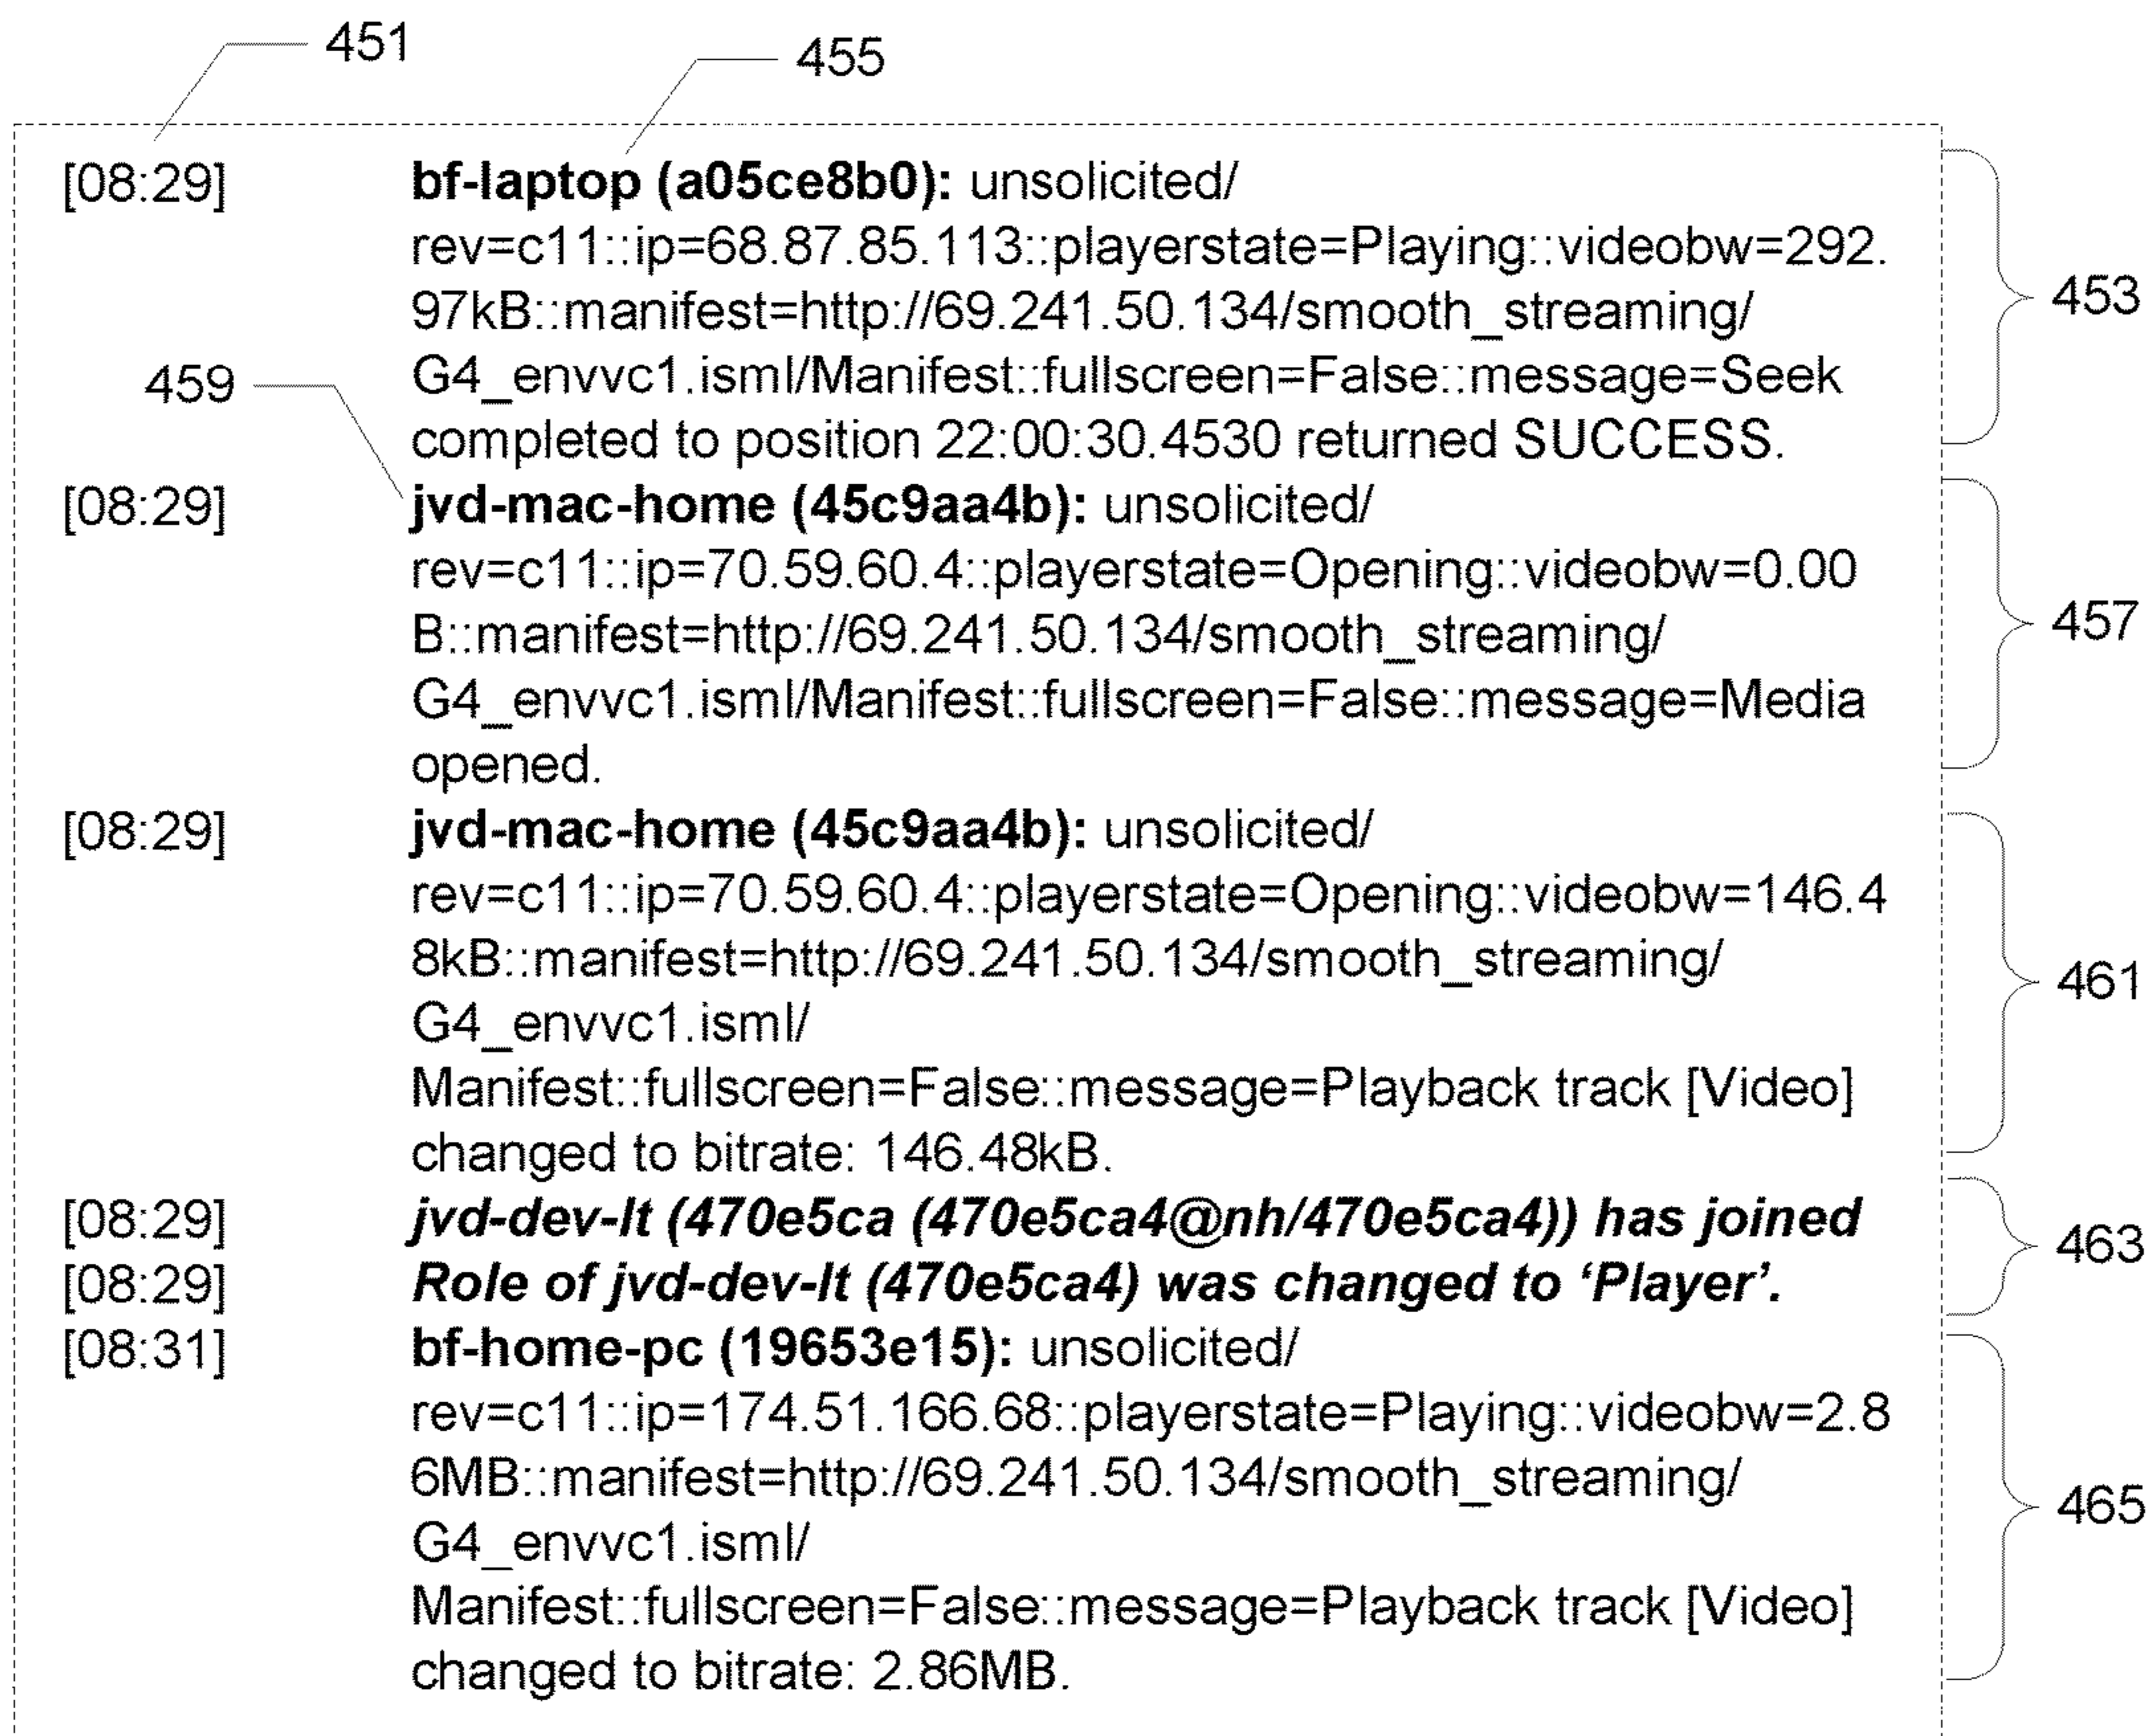 451
455
[08:29] bf-laptop (a05ce8b0): unsolicited/
rev=c11::ip=68.87.85.113::playerstate=Playing::videobw=292.
97kB::manifest=http://69.241.50.134/smooth_streaming/
453
G4_envvc1.isml/Manifest::fullscreen=False::message=Seek
459
completed to position 22:00:30.4530 returned SUCCESS.
[08:29] jvd-mac-home (45c9aa4b): unsolicited/
rev=c11::ip=70.59.60.4::playerstate=Opening::videobw=0.00
B::manifest=http://69.241.50.134/smooth_streaming/
457
G4_envvc1.isml/Manifest::fullscreen=False::message=Media
opened.
[08:29] jvd-mac-home (45c9aa4b): unsolicited/
rev=c11::ip=70.59.60.4::playerstate=Opening::videobw=146.4
8kB::manifest=http://69.241.50.134/smooth_streaming/
461
G4_envvc1.isml/
Manifest::fullscreen=False::message=Playback track [Video]
changed to bitrate: 146.48kB.
[08:29] jvd-dev-lt (470e5ca (470e5ca4@nh/470e5ca4)) has joined
463
[08:29] Role of jvd-dev-lt (470e5ca4) was changed to ‘Player’.
[08:31] bf-home-pc (19653e15): unsolicited/
rev=c11::ip=174.51.166.68::playerstate=Playing::videobw=2.8
6MB::manifest=http://69.241.50.134/smooth_streaming/
465
G4_envvc1.isml/
Manifest::fullscreen=False::message=Playback track [Video]
changed to bitrate: 2.86MB.